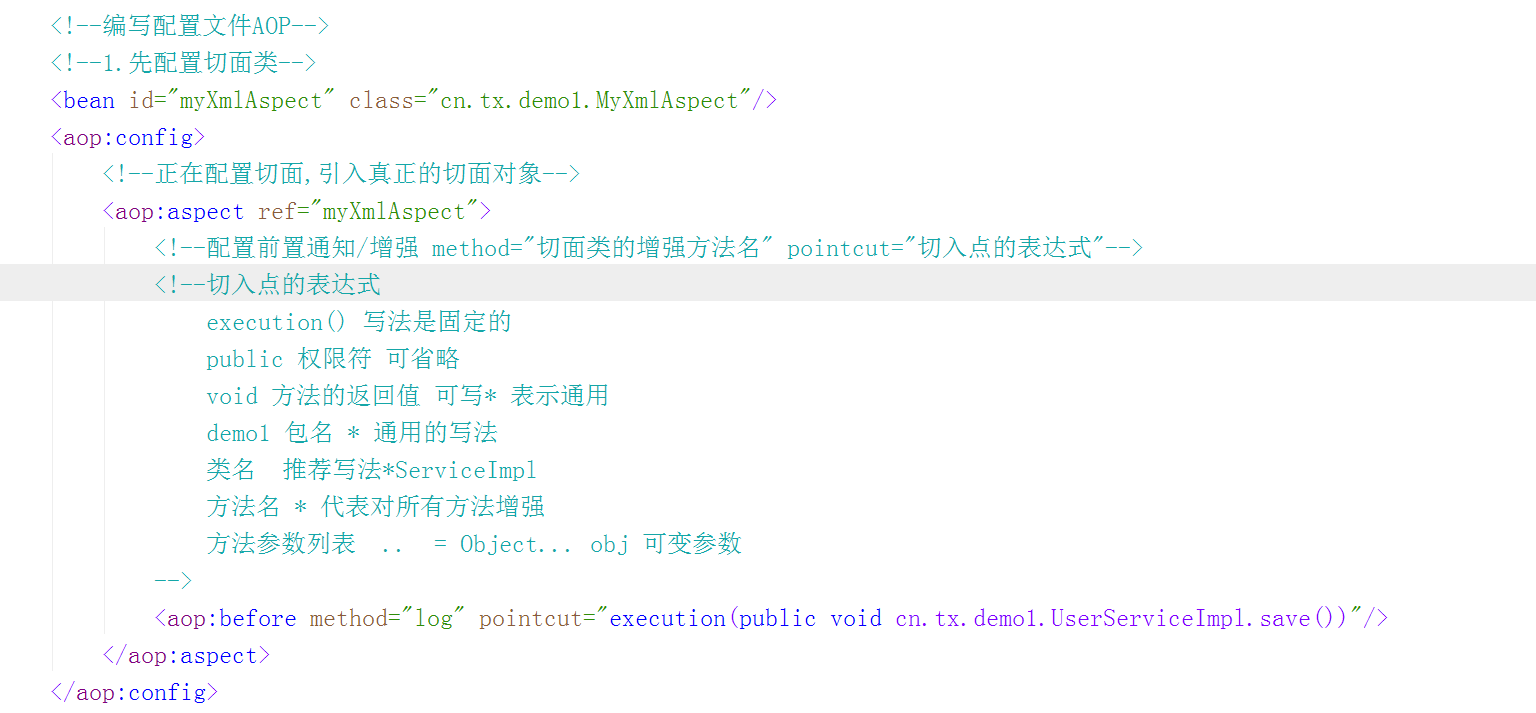 <!--编写配置文件AOP-->
<!--1.先配置切面类-->
<bean id="myXmlAspect" class="cn.tx.demo1.MyXmlAspect"/>
<aop:config>
<!--正在配置切面,引入真正的切面对象-->
<aop:aspect ref="myXmlAspect">
<!--配置前置通知/增强 method="切面类的增强方法名" pointcut="切入点的表达式"-->
<!--切入点的表达式
execution() 写法是固定的
public 权限符 可省略
void 方法的返回值 可写* 表示通用
demo1 包名 * 通用的写法
类名  推荐写法*ServiceImpl
方法名 * 代表对所有方法增强
方法参数列表  ..  = Object... obj 可变参数
-->
<aop:before method="log" pointcut="execution(public void cn.tx.demo1.UserServiceImpl.save())"/>
</aop:aspect>
</aop:config>